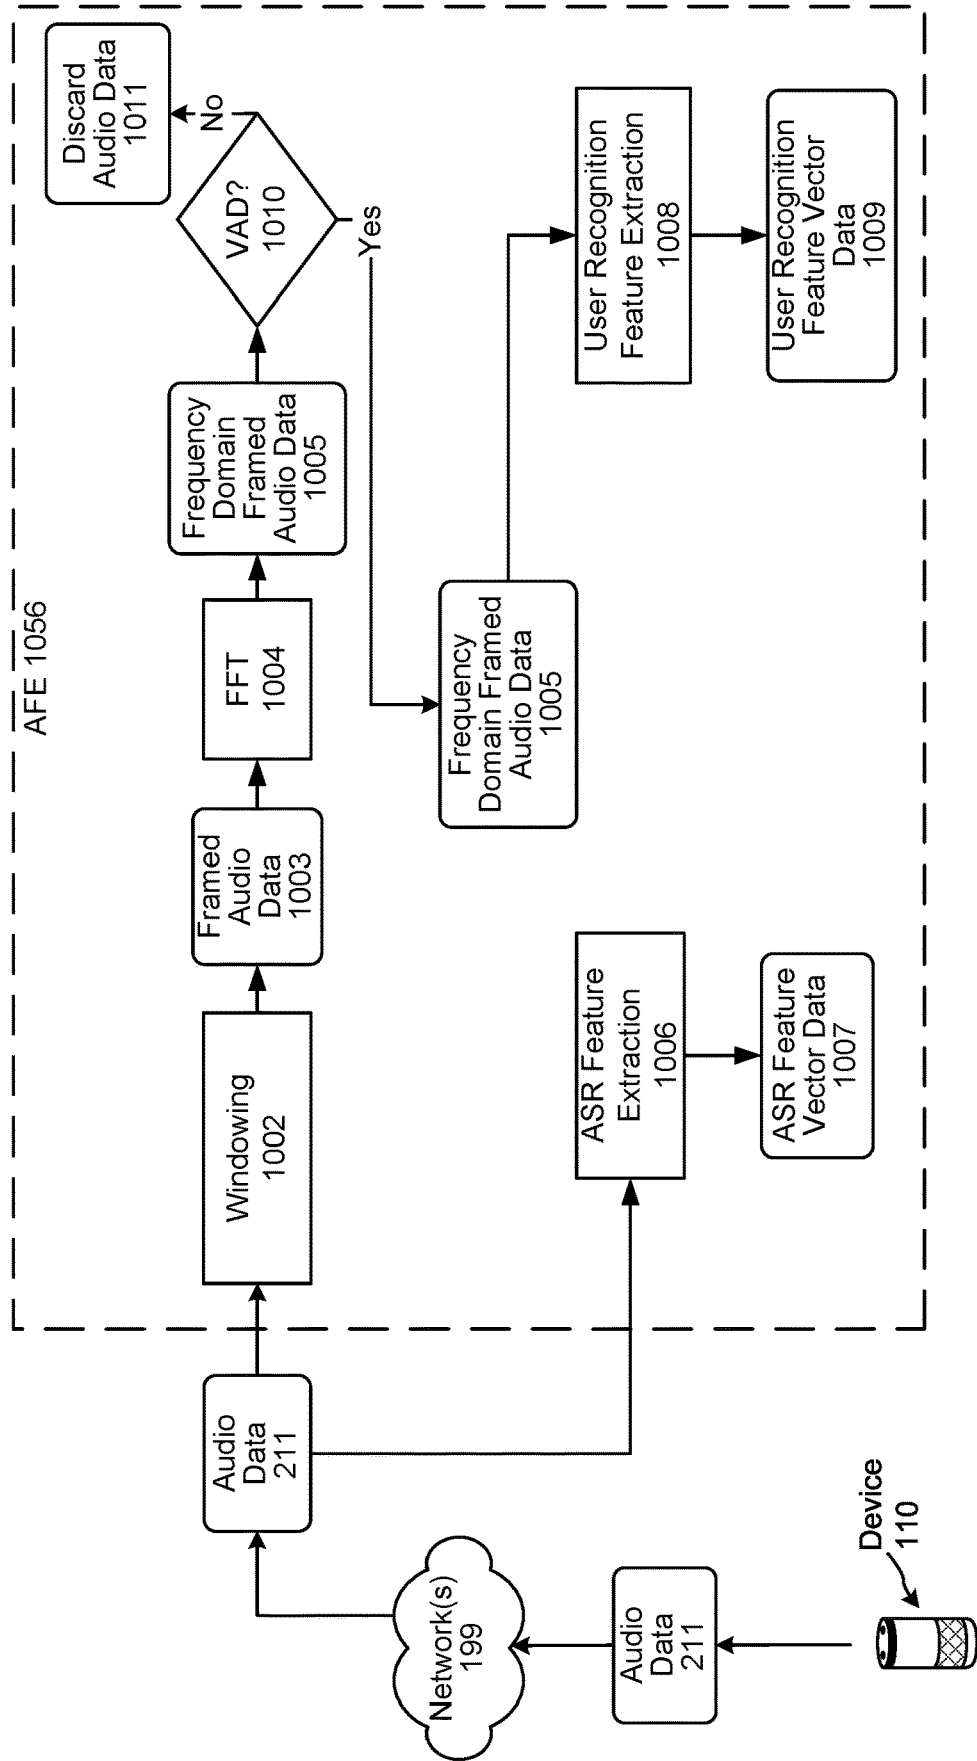 AFE 1056
Device
110
Audio
Data
211
Network(s)
199
Audio
Data
211
Windowing
1002
Framed
Audio
Data
1003
FFT
1004
Frequency
Domain
Framed
Audio Data
1005
VAD?
1010
No
Discard
Audio Data
1011
Yes
Frequency
Domain Framed
Audio Data
1005
User Recognition
Feature Extraction
1008
User Recognition
Feature Vector
Data
1009
ASR Feature
Extraction
1006
ASR Feature
Vector Data
1007